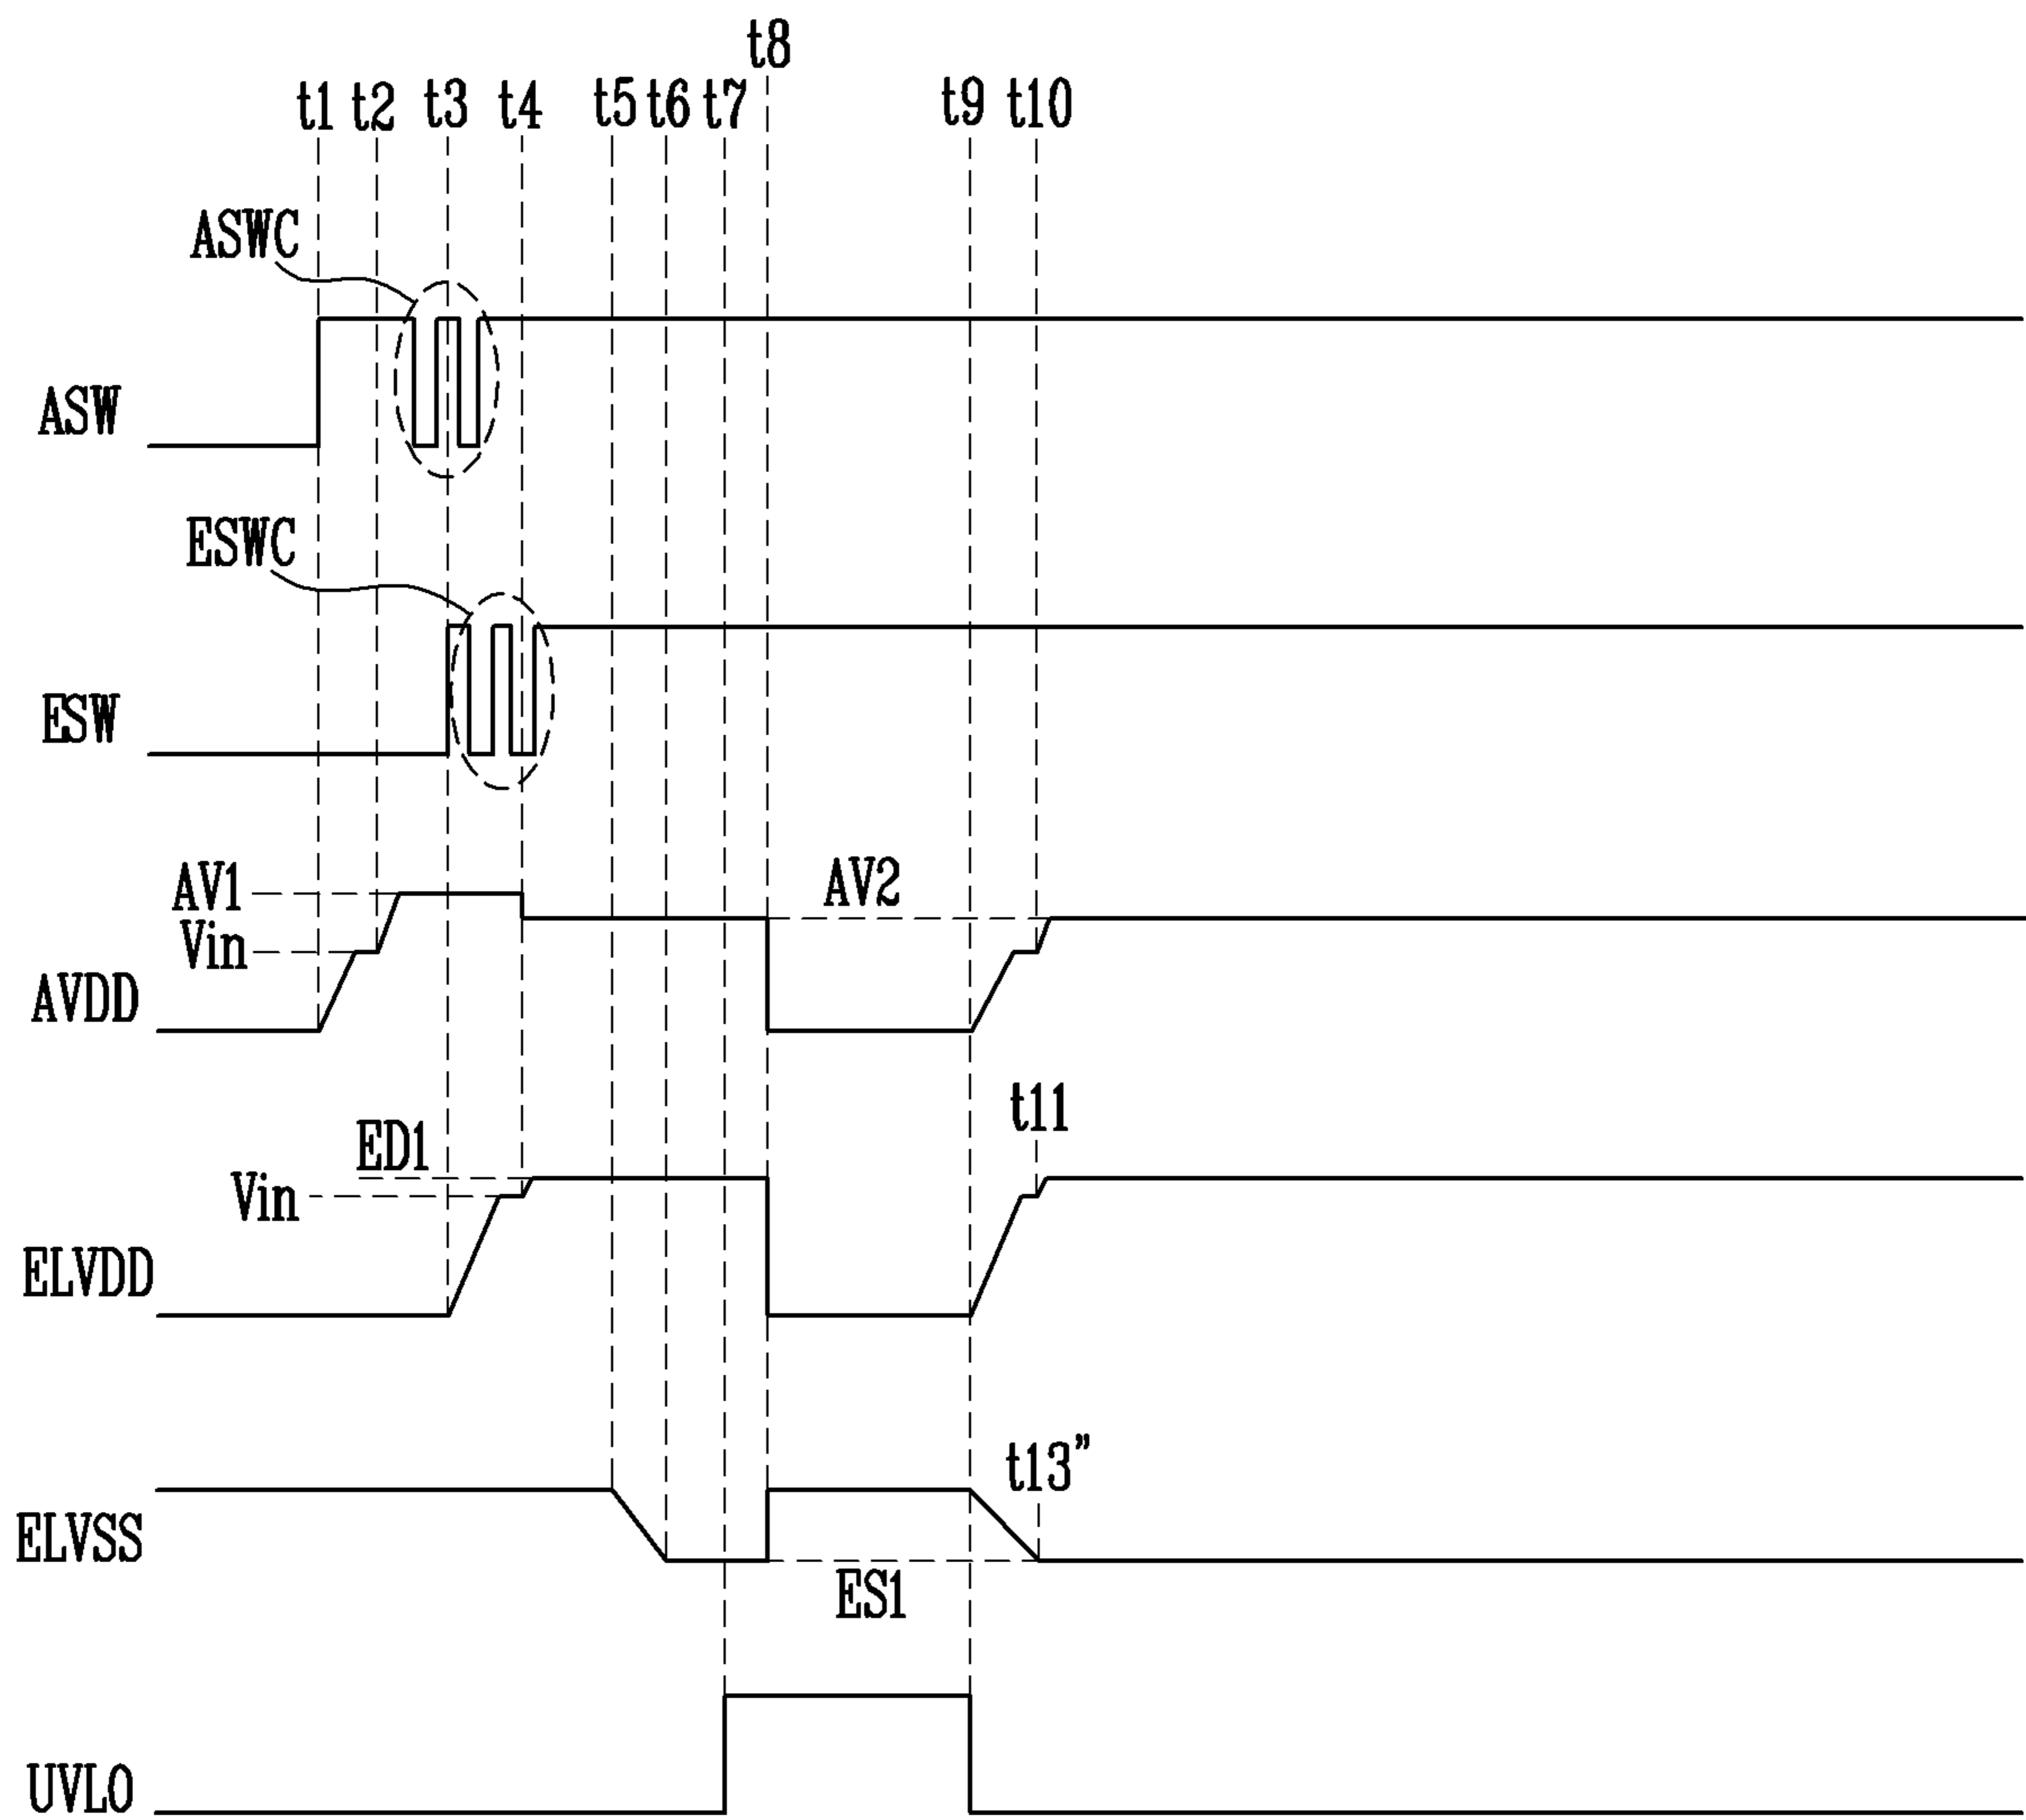 t8
t1 t2 t3 t4 t5 t6 t7 t9 t10
ASWC
ASW
ESWC
ESW
AV1 AV2
Vin
AVDD
t11
ED1
Vin
ELVDD
t13”
ELVSS
ES1
UVLO